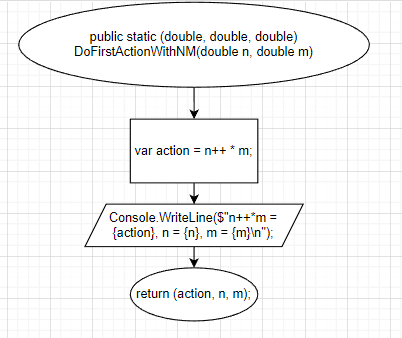 public static (double, double, double)
DoFirstActionWithNM(double n, double m)
var action = n++ * m;
Console.WriteLine($"n++*m =
{action}, n = {n}, m = {m}\n");
return (action, n, m);